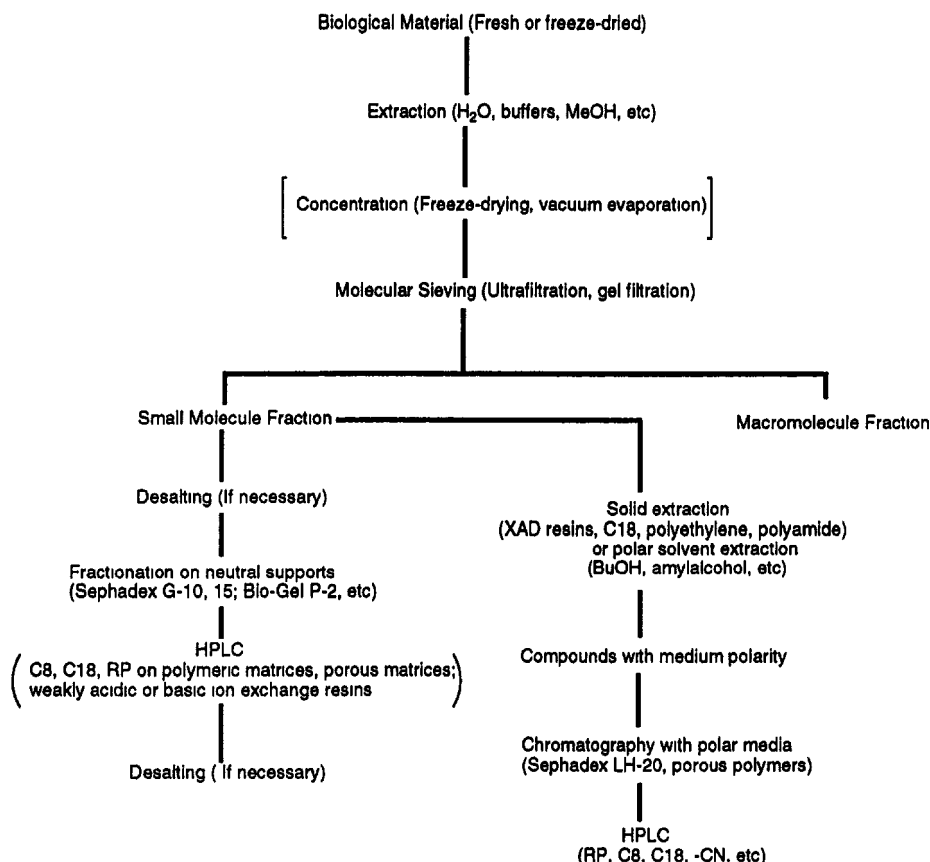 Biological Material (Fresh or freeze-dried)
Extraction (H₂O, buffers, MeOH, etc)
Concentration (Freeze-drying, vacuum evaporation)
Molecular Sieving (Ultrafiltration, gel filtration)
Small Molecule Fraction
Macromolecule Fraction
Desalting (If necessary)
Fractionation on neutral supports
(Sephadex G-10, 15; Bio-Gel P-2, etc)
HPLC
( C8, C18, RP on polymeric matrices, porous matrices;
weakly acidic or basic ion exchange resins )
Desalting ( If necessary)
Solid extraction
(XAD resins, C18, polyethylene, polyamide)
or polar solvent extraction
(BuOH, amylalcohol, etc)
Compounds with medium polarity
Chromatography with polar media
(Sephadex LH-20, porous polymers)
HPLC
(RP, C8, C18, -CN, etc)